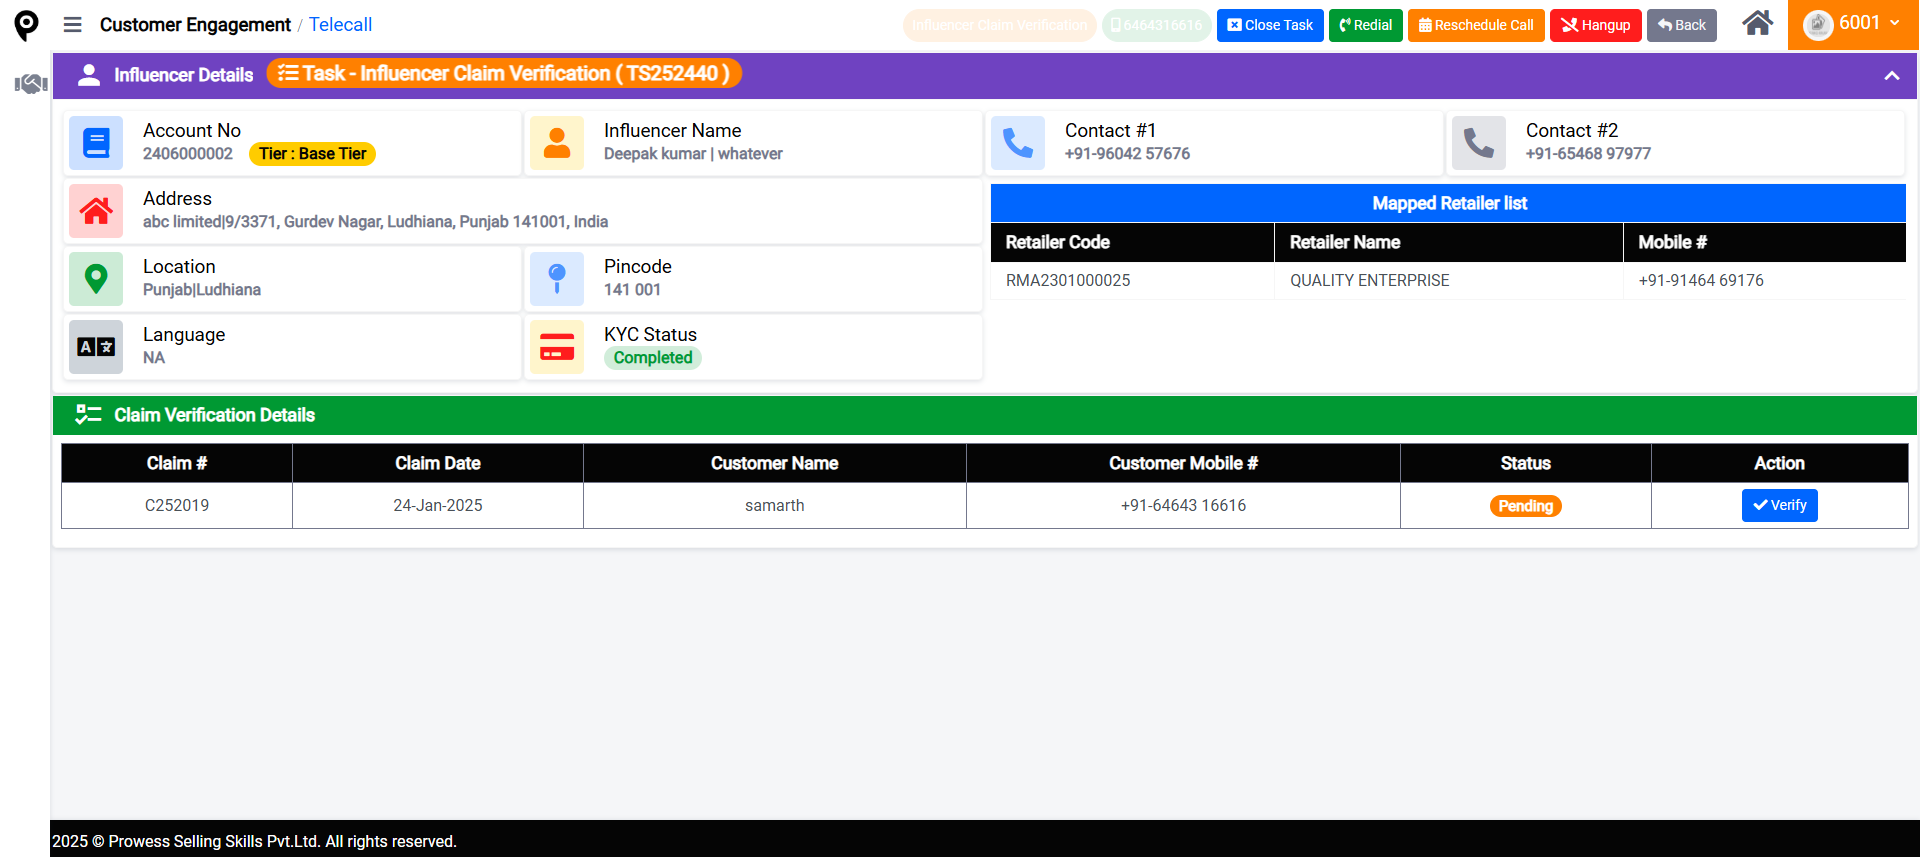 Customer Engagement / Telecall
Influencer Claim Verification
6464316616
Close Task
Redial
Reschedule Call
Hangup
Back
6001
Influencer Details
Task - Influencer Claim Verification ( TS252440 )
Account No
2406000002 Tier : Base Tier
Influencer Name
Deepak kumar | whatever
Contact #1
+91-96042 57676
Contact #2
+91-65468 97977
Address
abc limited|9/3371, Gurdev Nagar, Ludhiana, Punjab 141001, India
Location
Punjab|Ludhiana
Pincode
141 001
Language
NA
KYC Status
Completed
Mapped Retailer list
Retailer Code Retailer Name Mobile #
RMA2301000025 QUALITY ENTERPRISE +91-91464 69176
Claim Verification Details
Claim # Claim Date Customer Name Customer Mobile # Status Action
C252019 24-Jan-2025 samarth +91-64643 16616 Pending Verify
2025 © Prowess Selling Skills Pvt.Ltd. All rights reserved.